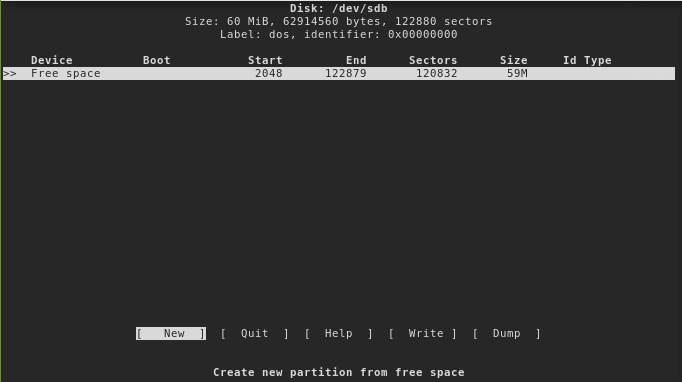 Disk: /dev/sdb
Size: 60 MiB, 62914560 bytes, 122880 sectors
Label: dos, identifier: 0x00000000
Device Boot Start End Sectors Size Id Type
>> Free space 2048 122879 120832 59M
[ New ] [ Quit ] [ Help ] [ Write ] [ Dump ]
Create new partition from free space